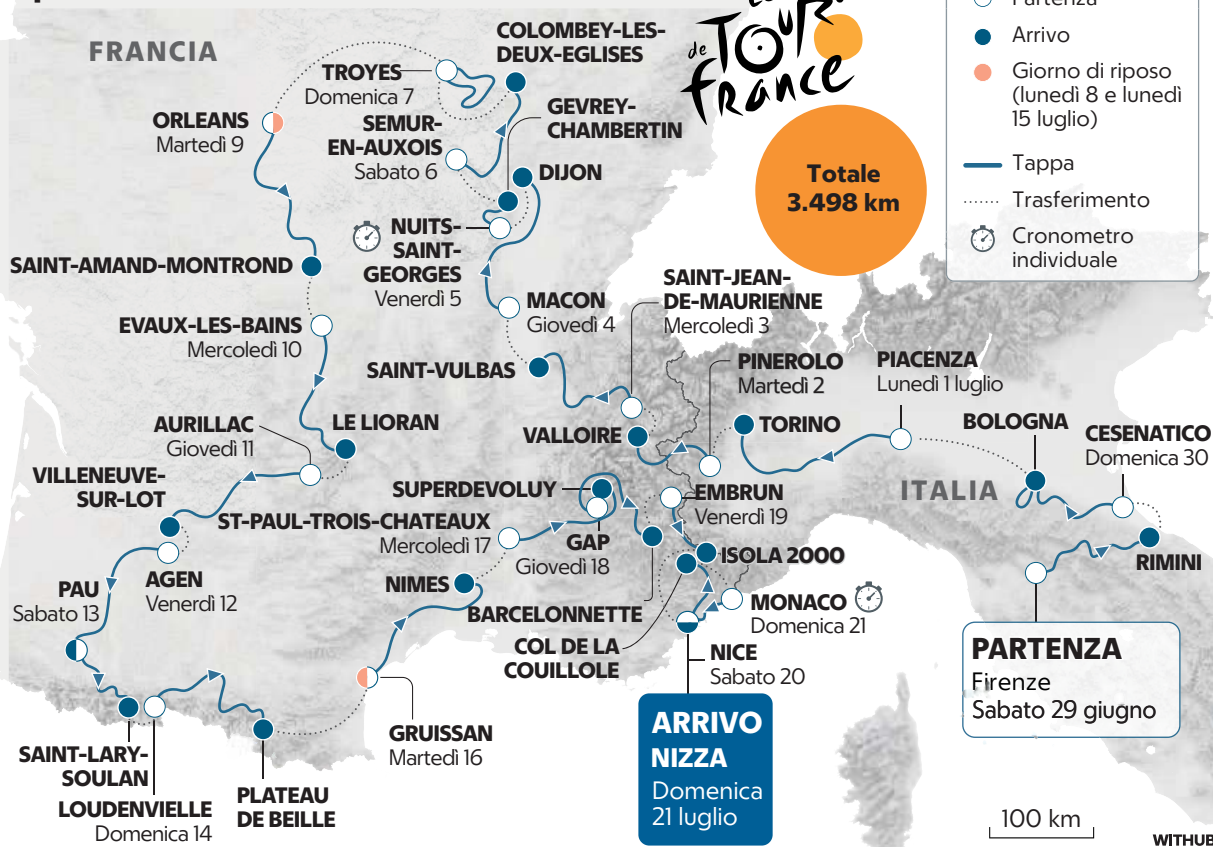 FRANCIA
de TOUR
france
Arrivo
Giorno di riposo
(lunedì 8 e lunedì
15 luglio)
Tappa
Trasferimento
Cronometro
individuale
Totale
3.498 km
COLOMBEY-LES-
DEUX-EGLISES
TROYES
Domenica 7
GEVREY-
CHAMBERTIN
ORLEANS
Martedì 9
SEMUR-
EN-AUXOIS
Sabato 6
DIJON
NUITS-
SAINT-
GEORGES
Venerdì 5
SAINT-AMAND-MONTROND
MACON
Giovedì 4
SAINT-JEAN-
DE-MAURIENNE
Mercoledì 3
EVAUX-LES-BAINS
Mercoledì 10
SAINT-VULBAS
PINEROLO
Martedì 2
PIACENZA
Lunedì 1 luglio
AURILLAC
Giovedì 11
LE LIORAN
VALLOIRE
TORINO
BOLOGNA
CESENATICO
Domenica 30
VILLENEUVE-
SUR-LOT
SUPERDEVOLUY
EMBRUN
Venerdì 19
ITALIA
ST-PAUL-TROIS-CHATEAUX
Mercoledì 17
GAP
Giovedì 18
ISOLA 2000
RIMINI
AGEN
Venerdì 12
PAU
Sabato 13
NIMES
BARCELONNETTE
MONACO
Domenica 21
COL DE LA
COUILLOLE
NICE
Sabato 20
PARTENZA
Firenze
Sabato 29 giugno
ARRIVO
NIZZA
Domenica
21 luglio
GRUISSAN
Martedì 16
SAINT-LARY-
SOULAN
LOUDENVIELLE
Domenica 14
PLATEAU
DE BEILLE
100 km
WITHUB